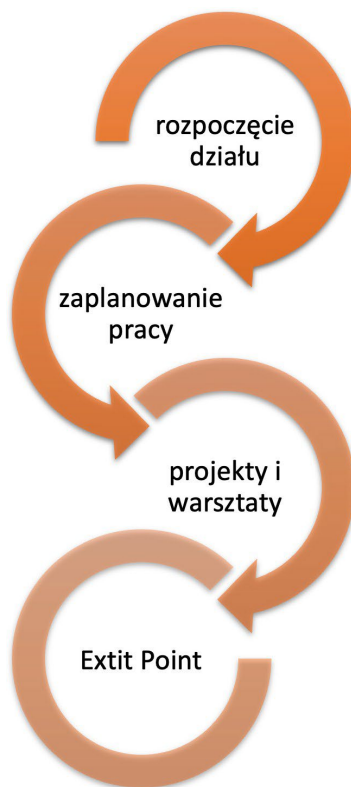 rozpoczęcie
działu
zaplanowanie
pracy
projekty i
warsztaty
Extit Point